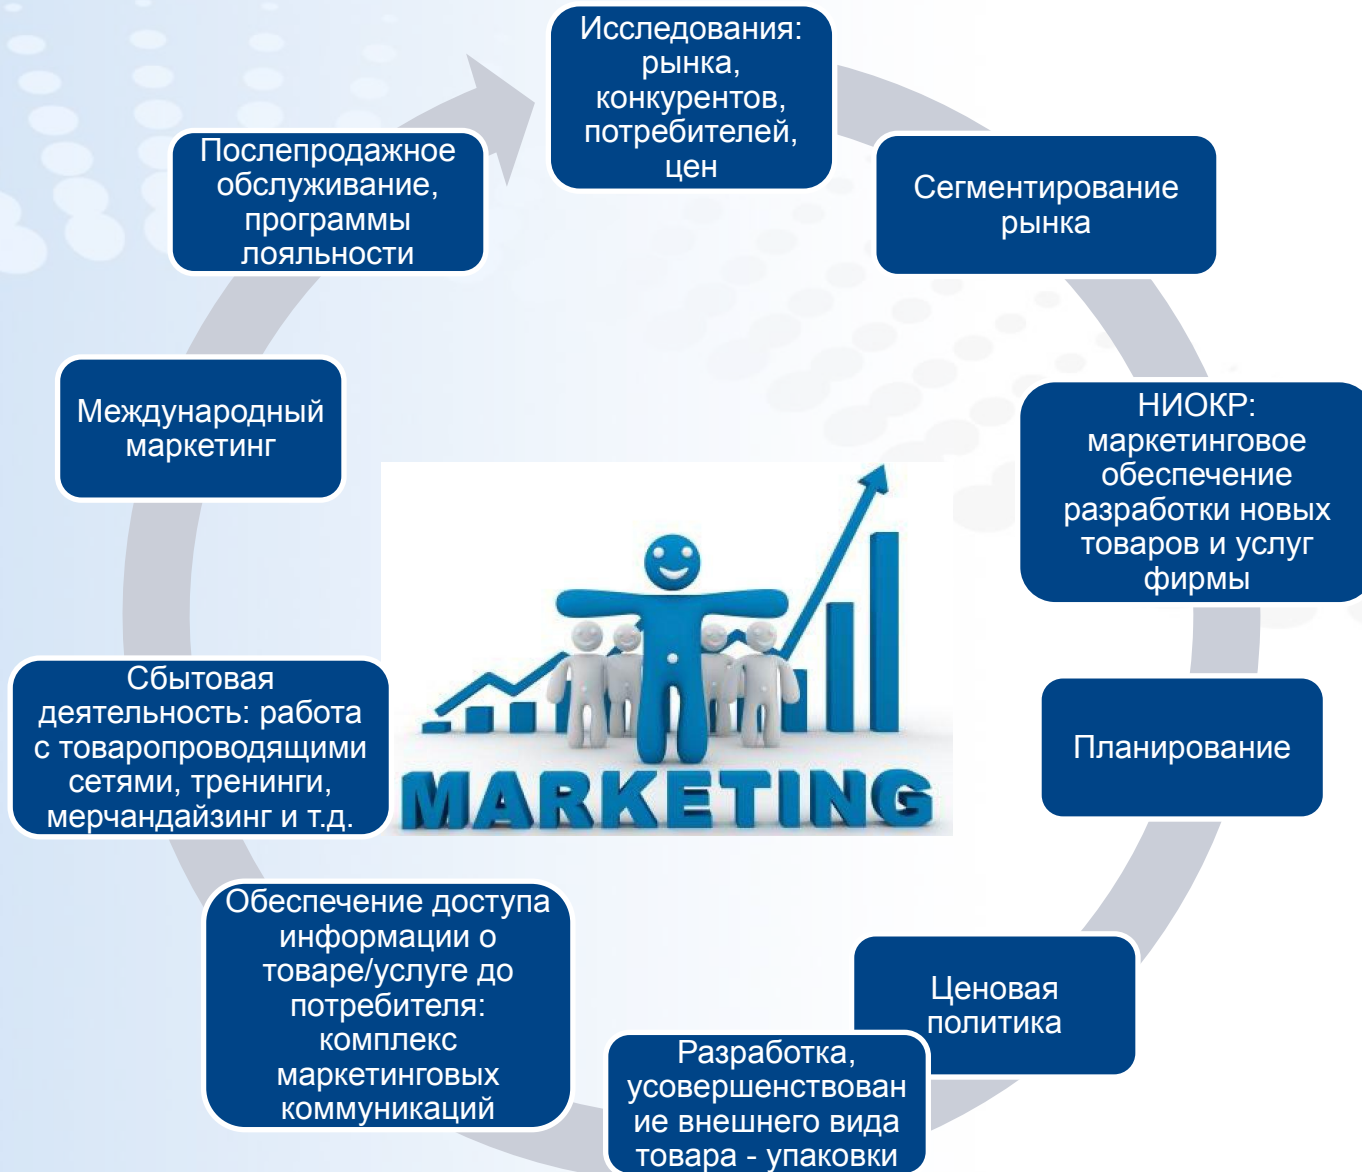 Исследования:
рынка,
конкурентов,
потребителей,
цен
Сегментирование
рынка
НИОКР:
маркетинговое
обеспечение
разработки новых
товаров и услуг
фирмы
Планирование
Ценовая
политика
Разработка,
усовершенствован
ие внешнего вида
товара - упаковки
Обеспечение доступа
информации о
товаре/услуге до
потребителя:
комплекс
маркетинговых
коммуникаций
Сбытовая
деятельность: работа
с товаропроводящими
сетями, тренинги,
мерчандайзинг и т.д.
Международный
маркетинг
Послепродажное
обслуживание,
программы
лояльности
MARKETING